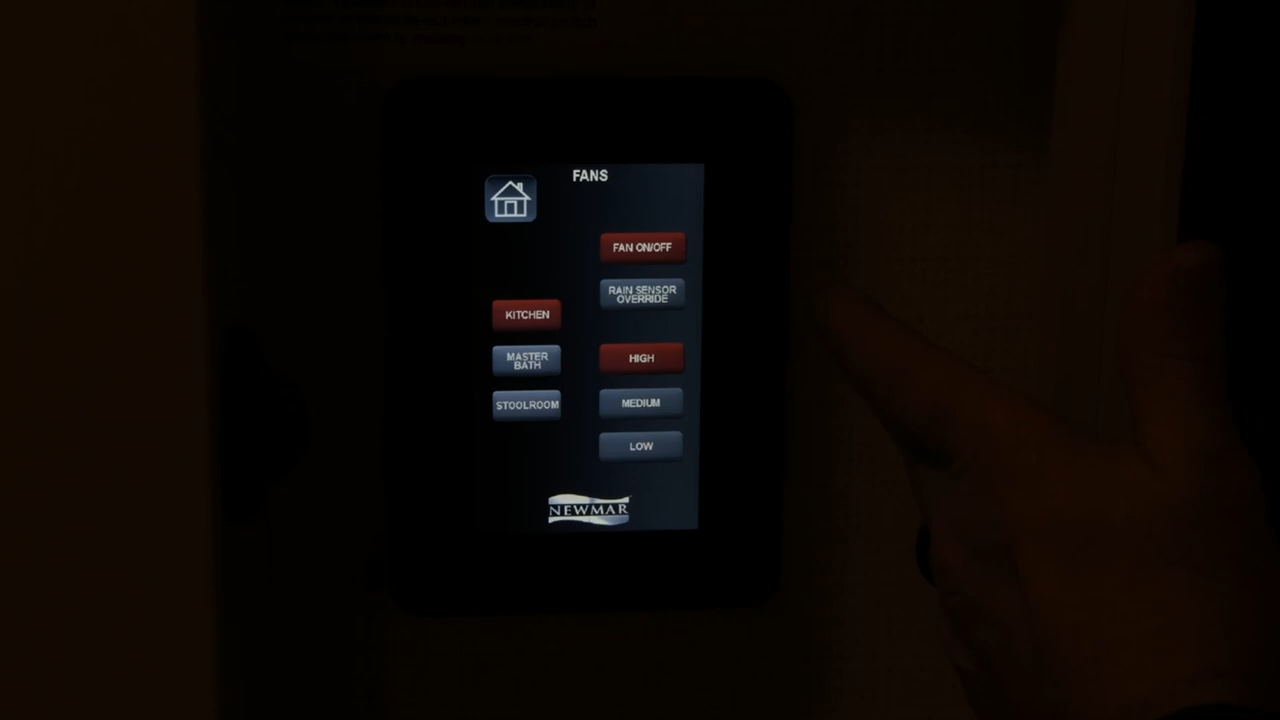 FANS
FAN ON/OFF
RAIN SENSOR
OVERRIDE
KITCHEN
MASTER
BATH
HIGH
STOOLROOM
MEDIUM
LOW
NEWMAR